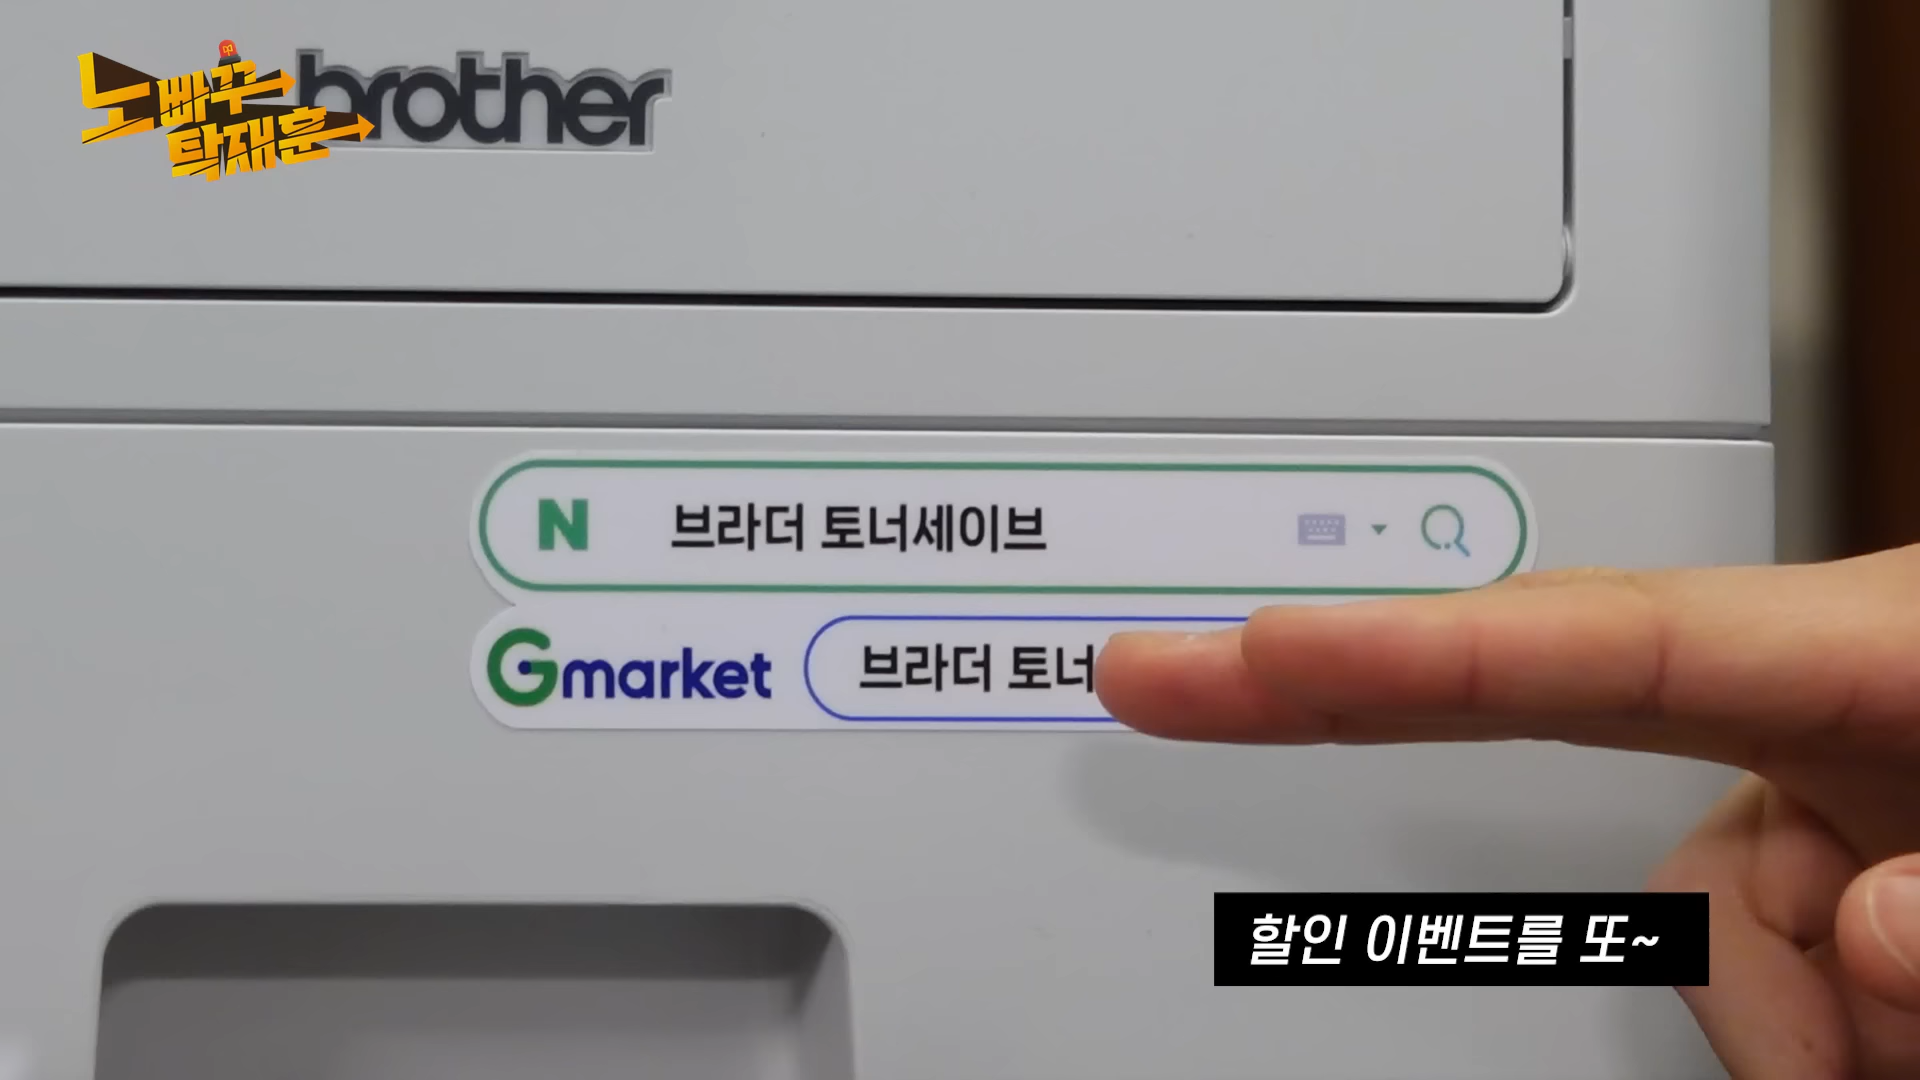 노빠꾸
탁재훈
brother
N 브라더 토너세이브
Gmarket 브라더 토너
할인 이벤트를 또~